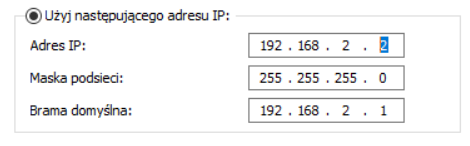 Użyj następującego adresu IP:
Adres IP: 192 . 168 . 2 . 2
Maska podsieci: 255 . 255 . 255 . 0
Brama domyślna: 192 . 168 . 2 . 1